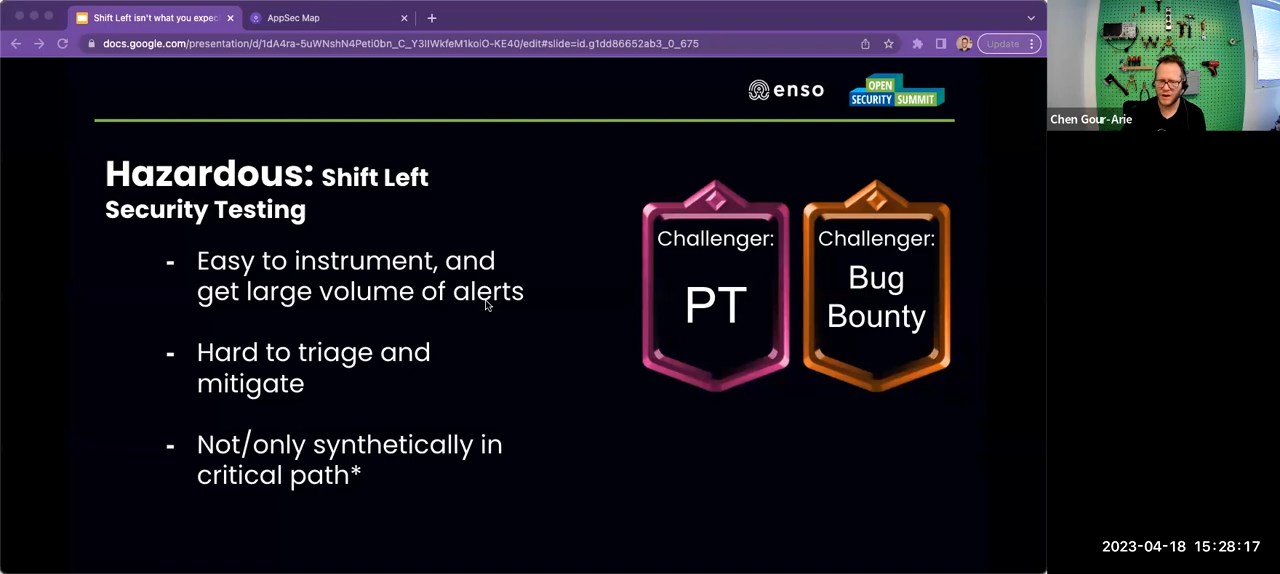 Shift Left isn't what you expec
AppSec Map
docs.google.com/presentation/d/1dA4ra-5uWNshN4Peti0bn_C_Y3IIWkfeM1koiO-KE40/edit#slide=id.g1dd86652ab3_0_675
Update
enso
OPEN
SECURITY SUMMIT
Hazardous: Shift Left
Security Testing
- Easy to instrument, and
get large volume of alerts
- Hard to triage and
mitigate
- Not/only synthetically in
critical path*
Challenger:
PT
Challenger:
Bug
Bounty
Chen Gour-Arie
2023-04-18 15:28:17